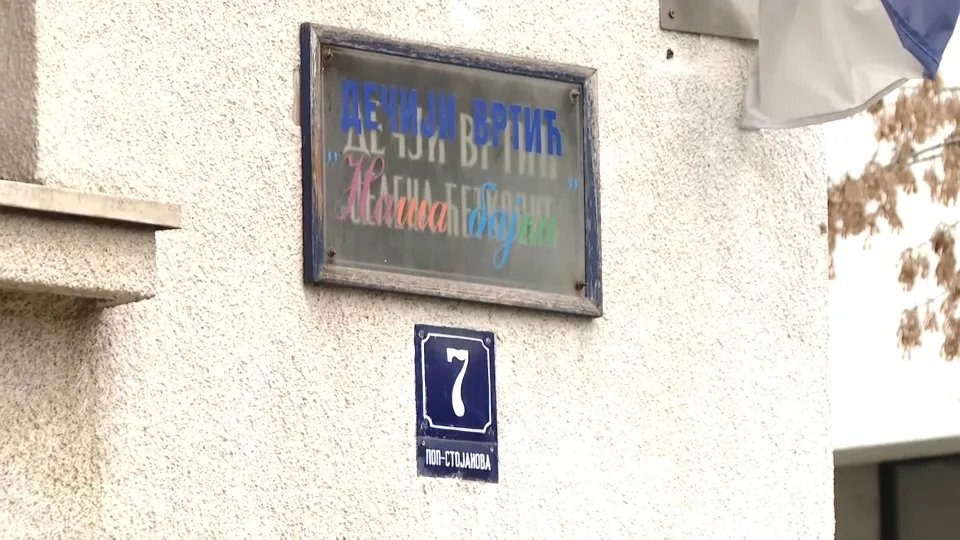 ДЕЧИЈИ ВРТИЋ
"Наша бајка"
7
ПОП-СТОЈАНОВА